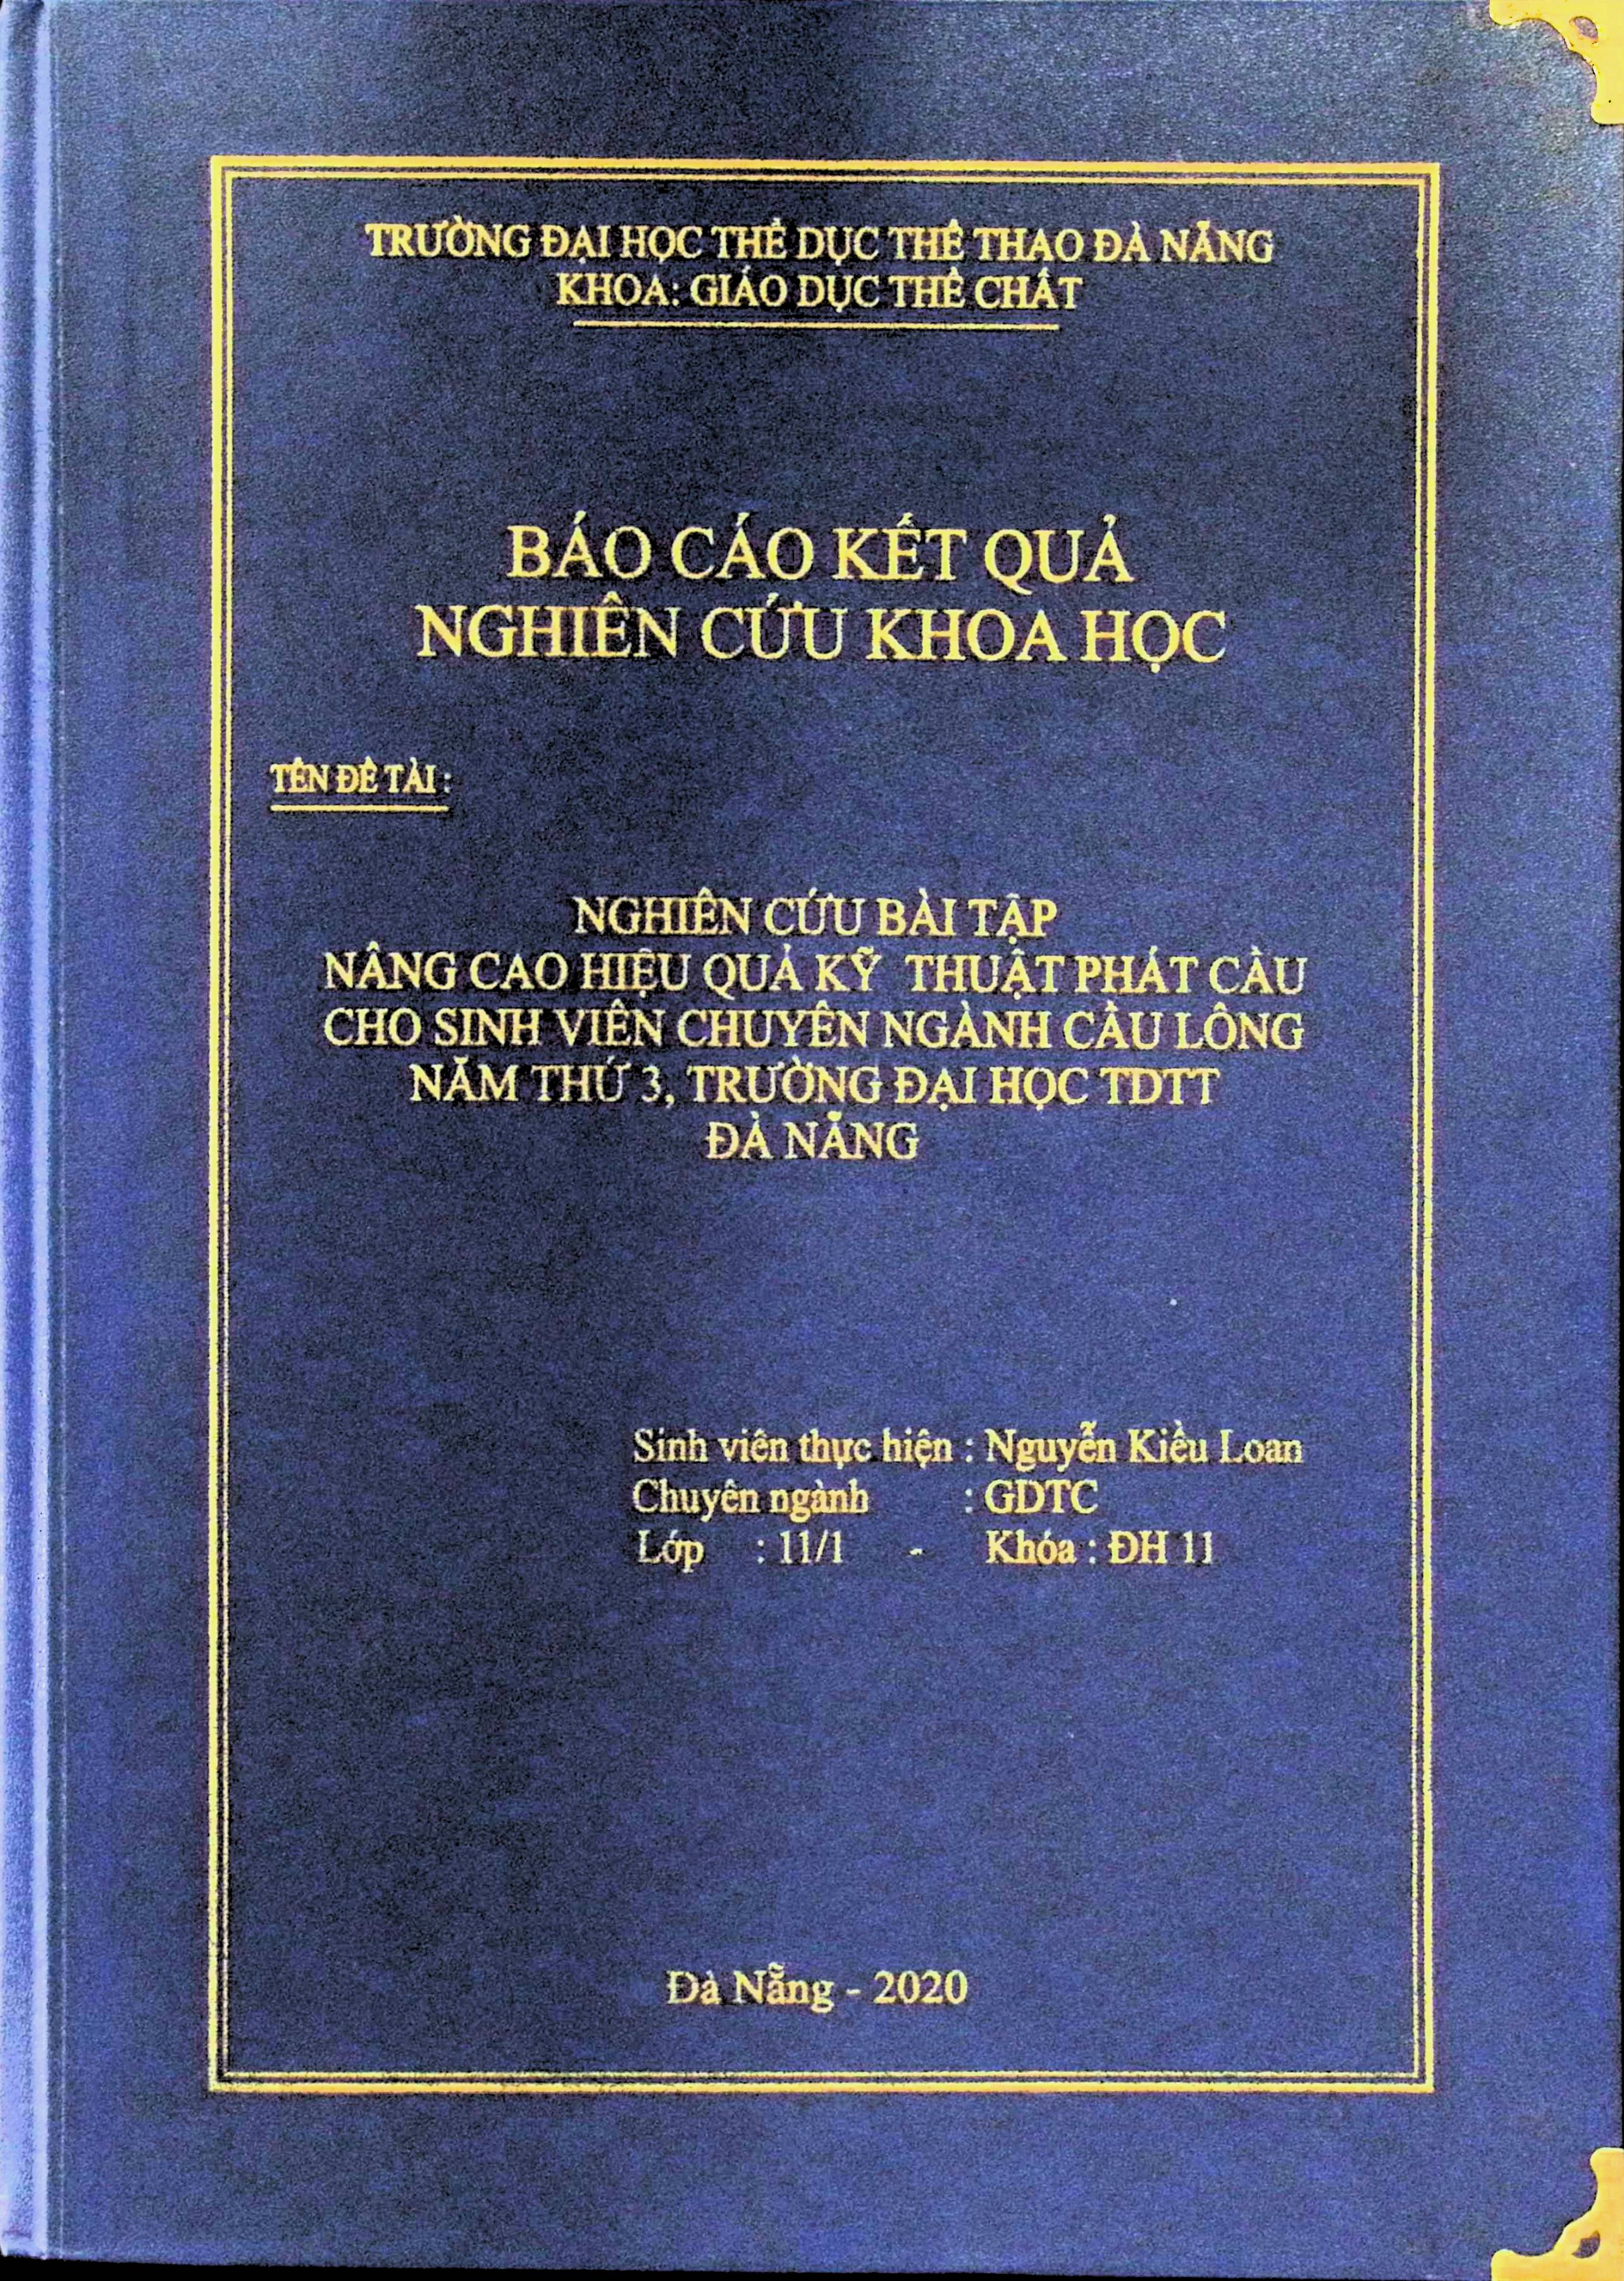 TRƯỜNG ĐẠI HỌC THỂ DỤC THỂ THAO ĐÀ NẴNG
KHOA: GIÁO DỤC THỂ CHẤT
BÁO CÁO KẾT QUẢ
NGHIÊN CỨU KHOA HỌC
TÊN ĐỀ TÀI :
NGHIÊN CỨU BÀI TẬP
NÂNG CAO HIỆU QUẢ KỸ THUẬT PHÁT CẦU
CHO SINH VIÊN CHUYÊN NGÀNH CẦU LÔNG
NĂM THỨ 3, TRƯỜNG ĐẠI HỌC TDTT
ĐÀ NẴNG
Sinh viên thực hiện : Nguyễn Kiều Loan
Chuyên ngành : GDTC
Lớp : 11/1 - Khóa : ĐH 11
Đà Nẵng - 2020